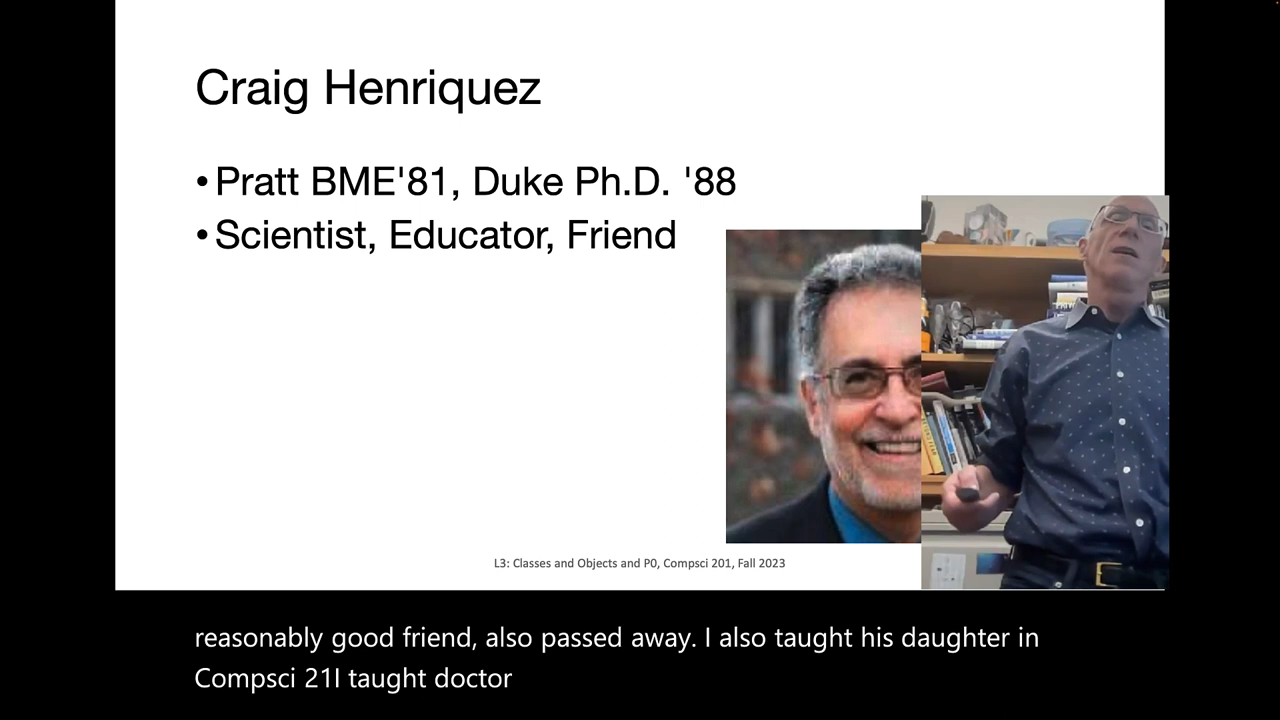 Craig Henriquez
•Pratt BME'81, Duke Ph.D. '88
•Scientist, Educator, Friend
L3: Classes and Objects and P0, Compsci 201, Fall 2023
reasonably good friend, also passed away. I also taught his daughter in
Compsci 21I taught doctor